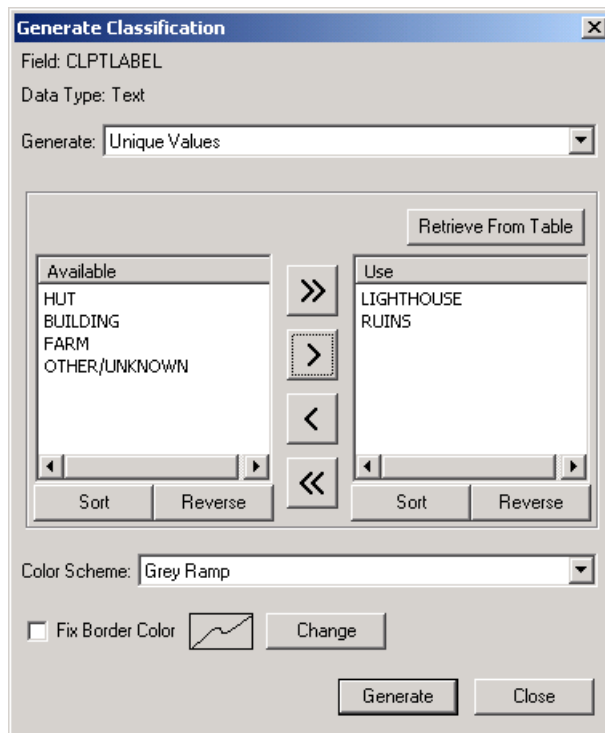 Generate Classification
Field: CLPTLABEL
Data Type: Text
Generate: Unique Values
Retrieve From Table
Available
HUT
BUILDING
FARM
OTHER/UNKNOWN
Sort Reverse
>>
>
<
<<
Use
LIGHTHOUSE
RUINS
Sort Reverse
Color Scheme: Grey Ramp
Fix Border Color Change
Generate Close